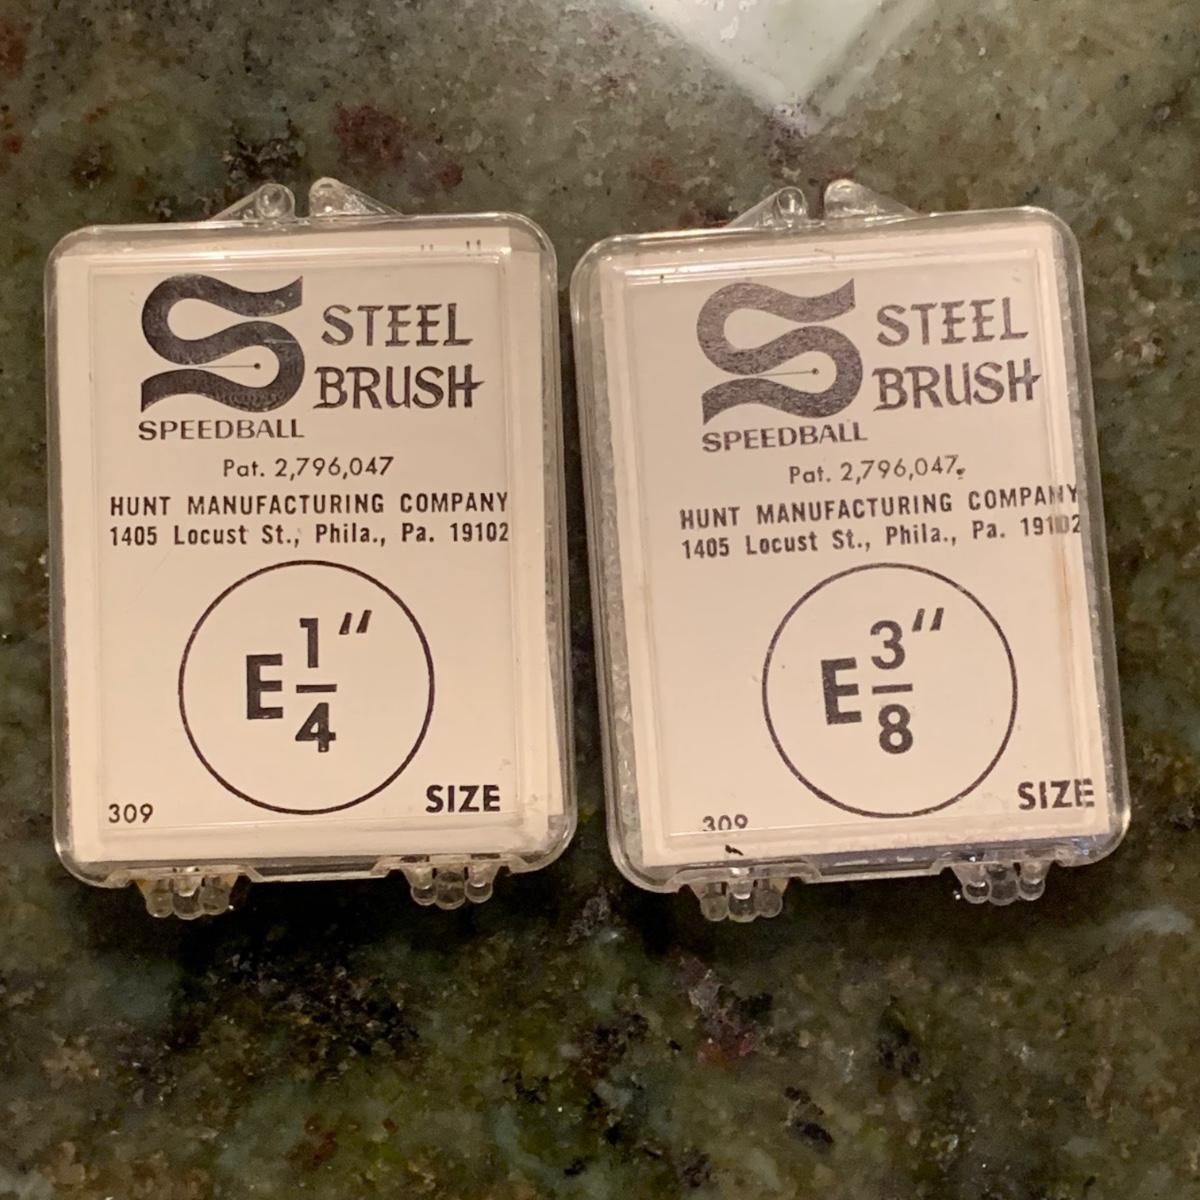 STEEL
BRUSH
SPEEDBALL
Pat. 2,796,047
HUNT MANUFACTURING COMPANY
1405 Locust St., Phila., Pa. 19102
E 1/4"
309
SIZE
STEEL
BRUSH
SPEEDBALL
Pat. 2,796,047
HUNT MANUFACTURING COMPANY
1405 Locust St., Phila., Pa. 19102
E 3/8"
309
SIZE